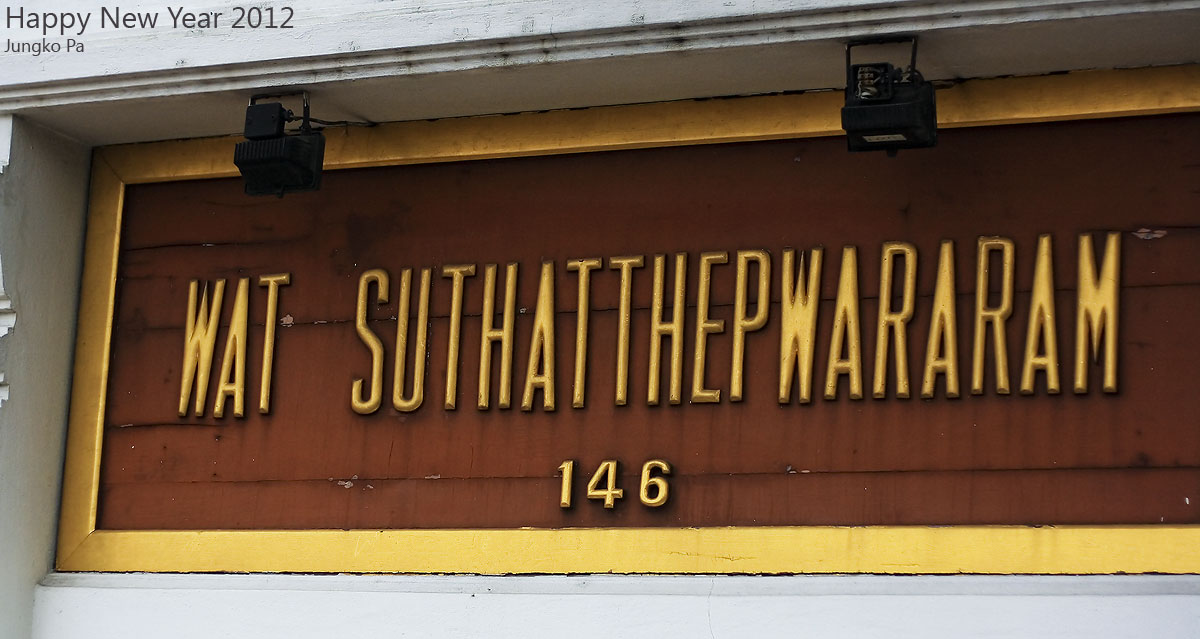 Happy New Year 2012
Jungko Pa
WAT SUTHATTHEPWARARAM
146